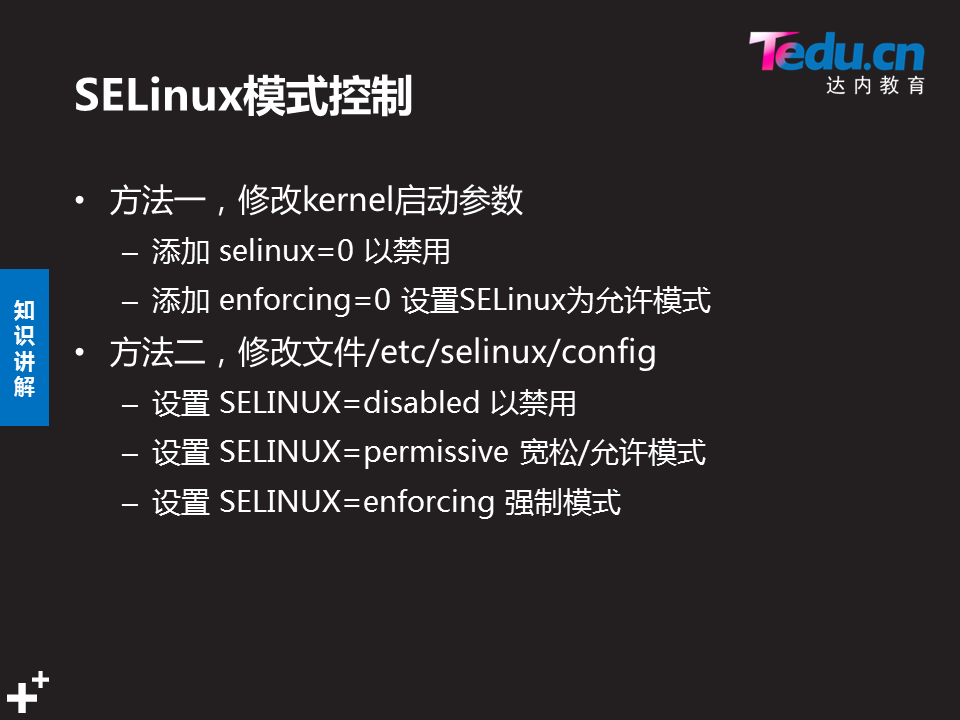 Tedu.cn
达内教育
SELinux模式控制
• 方法一，修改kernel启动参数
– 添加 selinux=0 以禁用
– 添加 enforcing=0 设置SELinux为允许模式
• 方法二，修改文件/etc/selinux/config
– 设置 SELINUX=disabled 以禁用
– 设置 SELINUX=permissive 宽松/允许模式
– 设置 SELINUX=enforcing 强制模式
知
识
讲
解